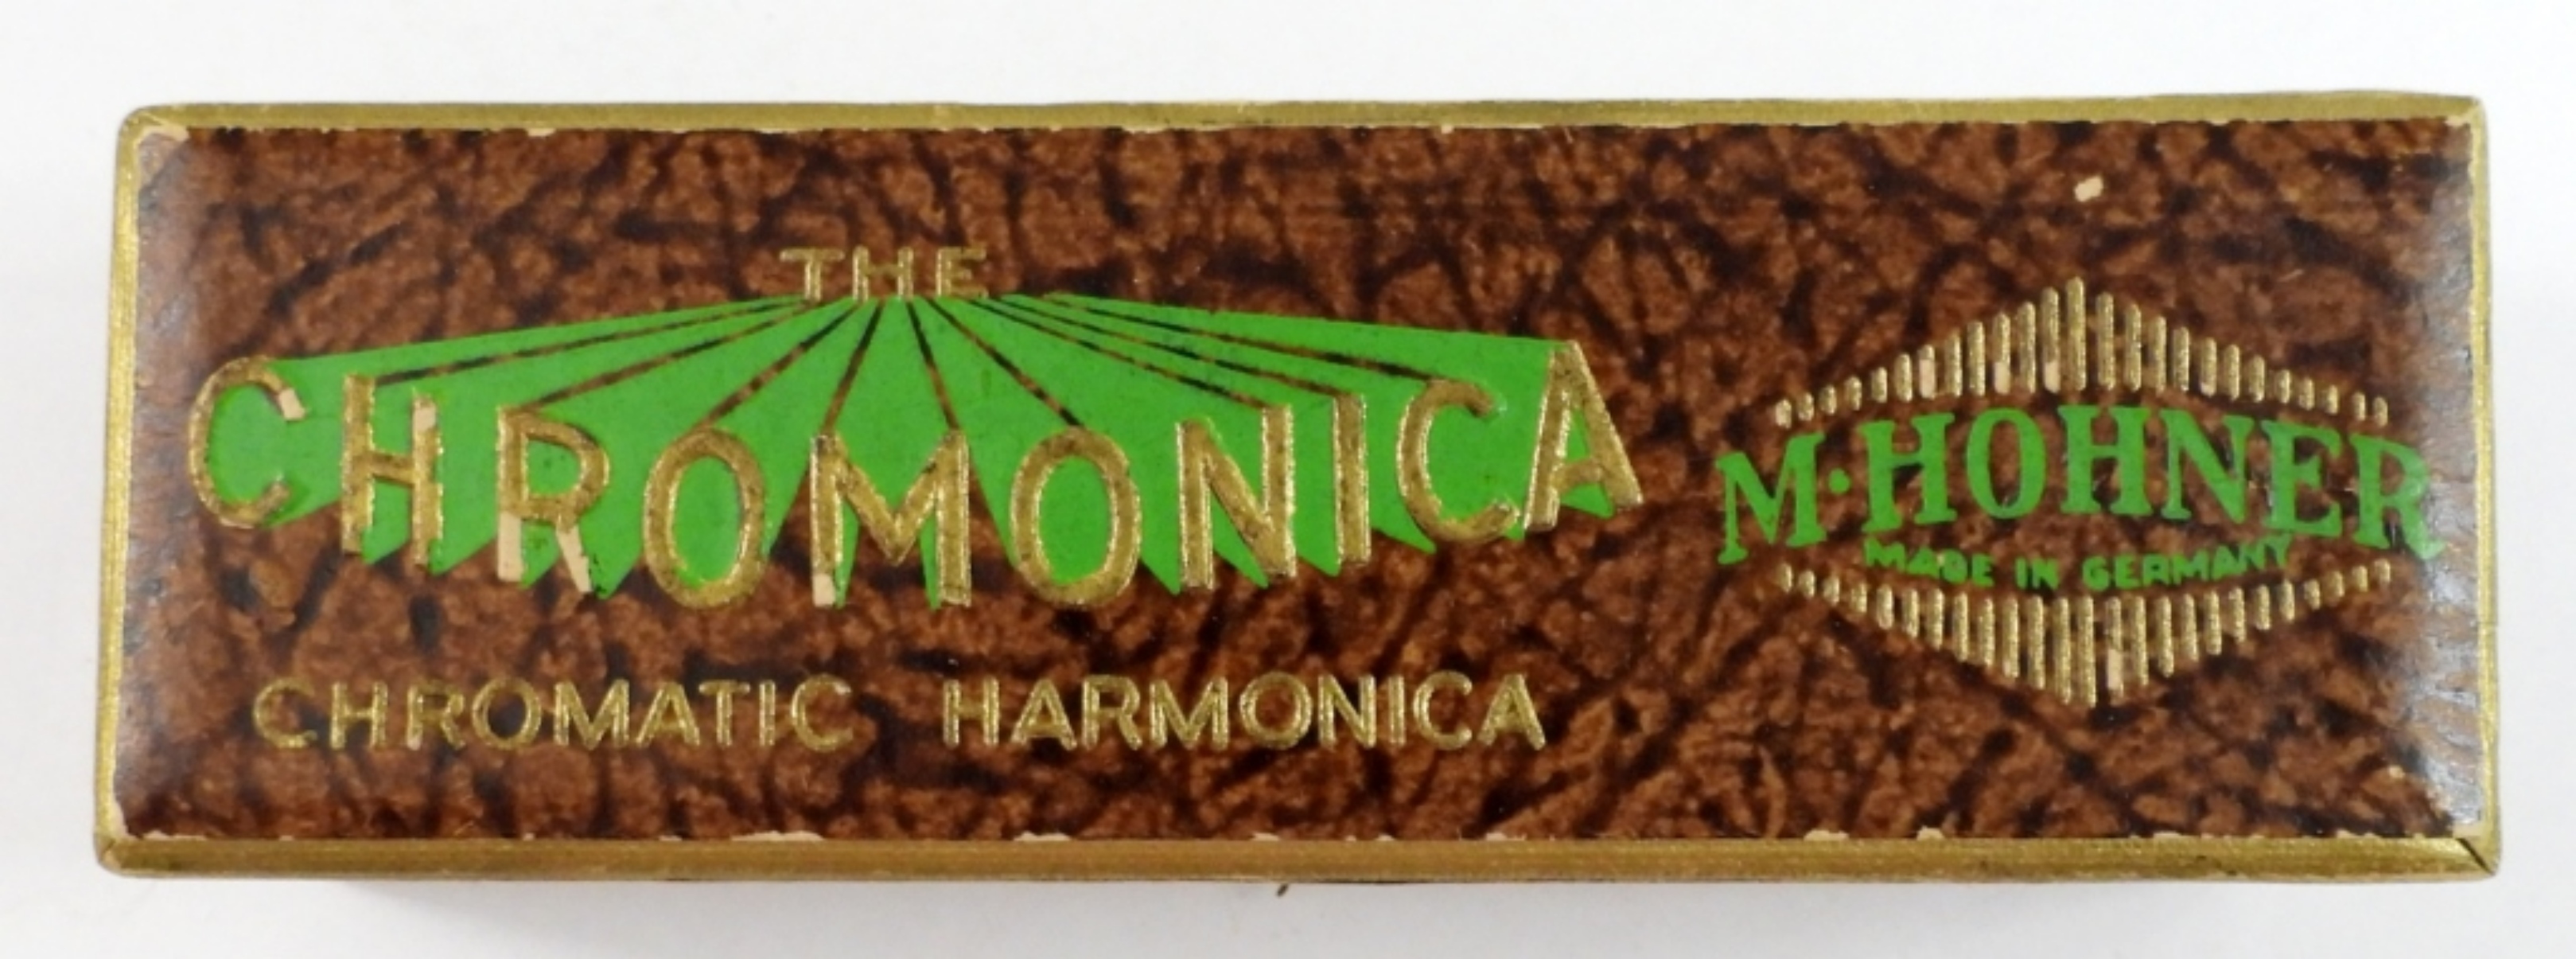 THE
CHROMONICA
CHROMATIC HARMONICA
M·HOHNER
MADE IN GERMANY